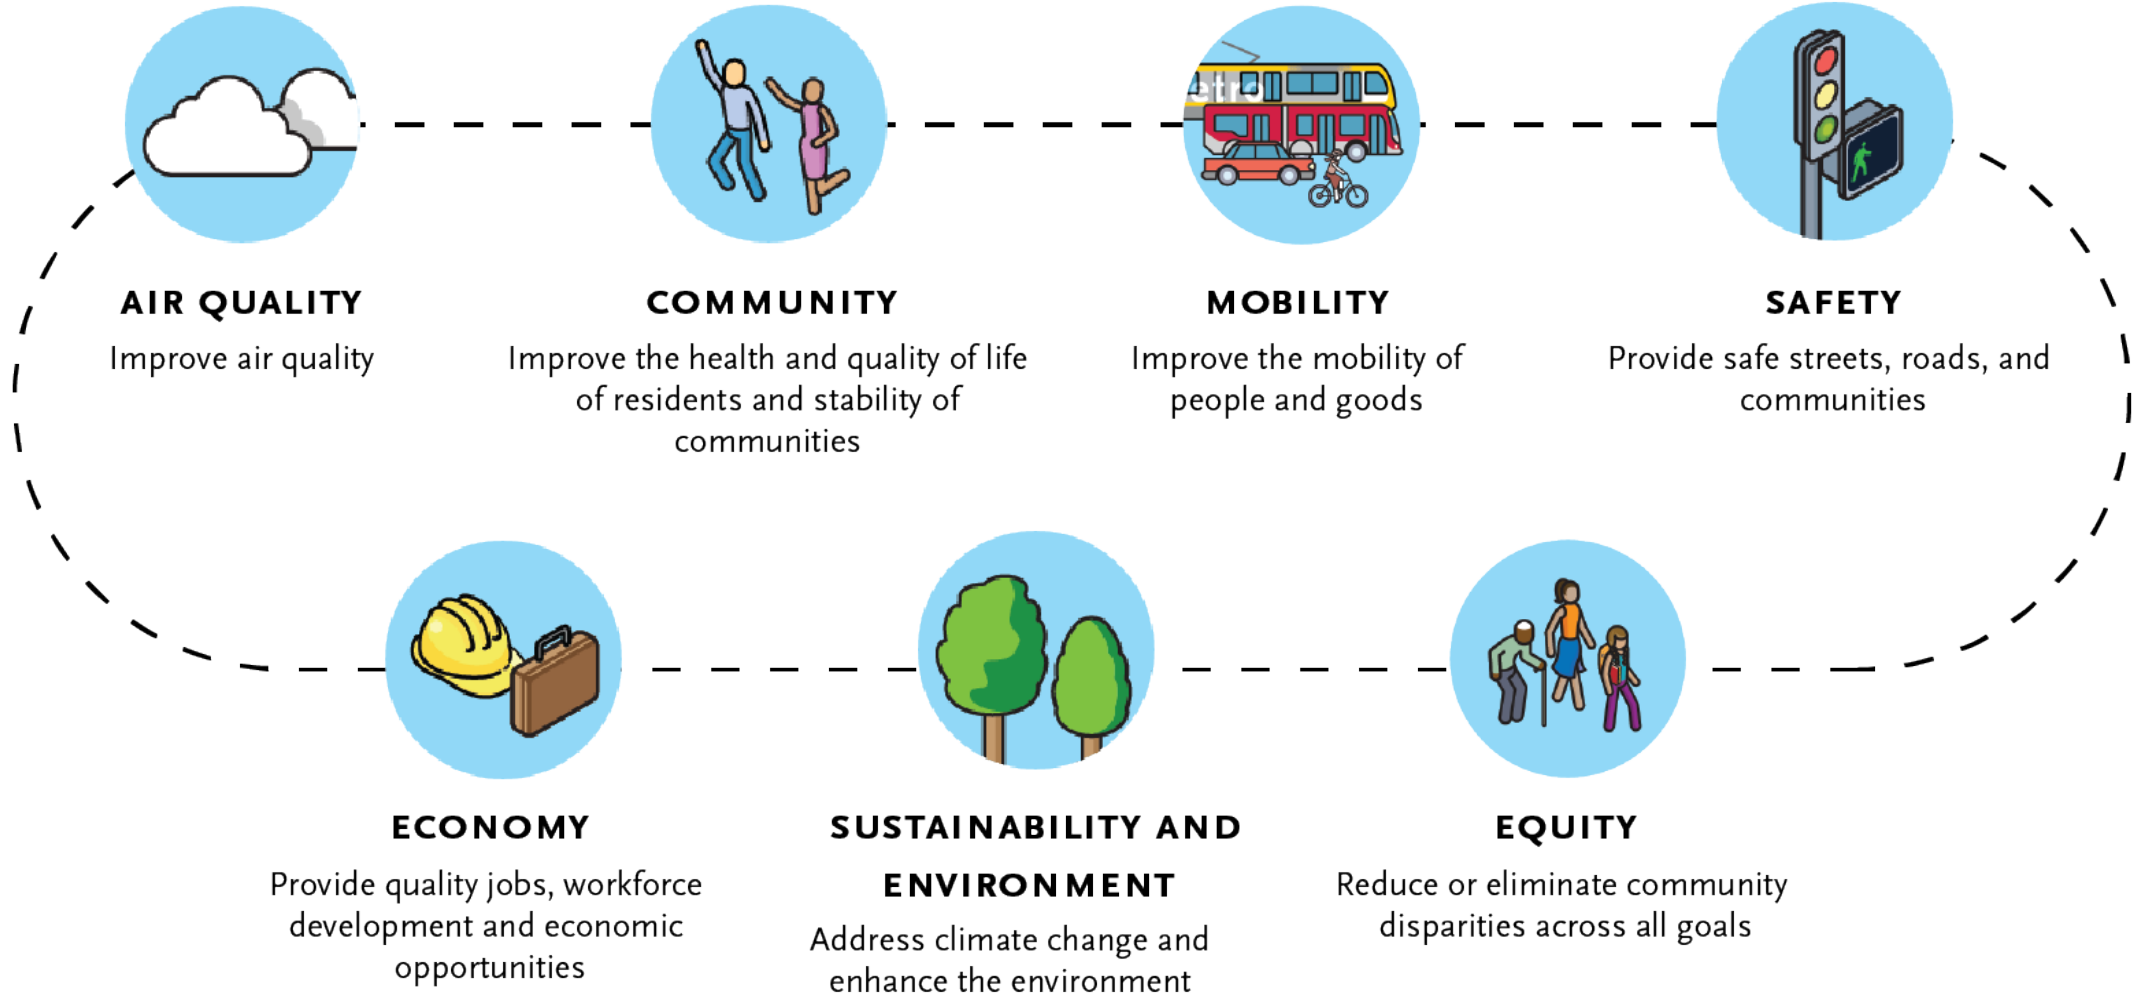 etro
AIR QUALITY
Improve air quality
COMMUNITY
Improve the health and quality of life
of residents and stability of
communities
MOBILITY
Improve the mobility of
people and goods
SAFETY
Provide safe streets, roads, and
communities
ECONOMY
Provide quality jobs, workforce
development and economic
opportunities
SUSTAINABILITY AND
ENVIRONMENT
Address climate change and
enhance the environment
EQUITY
Reduce or eliminate community
disparities across all goals